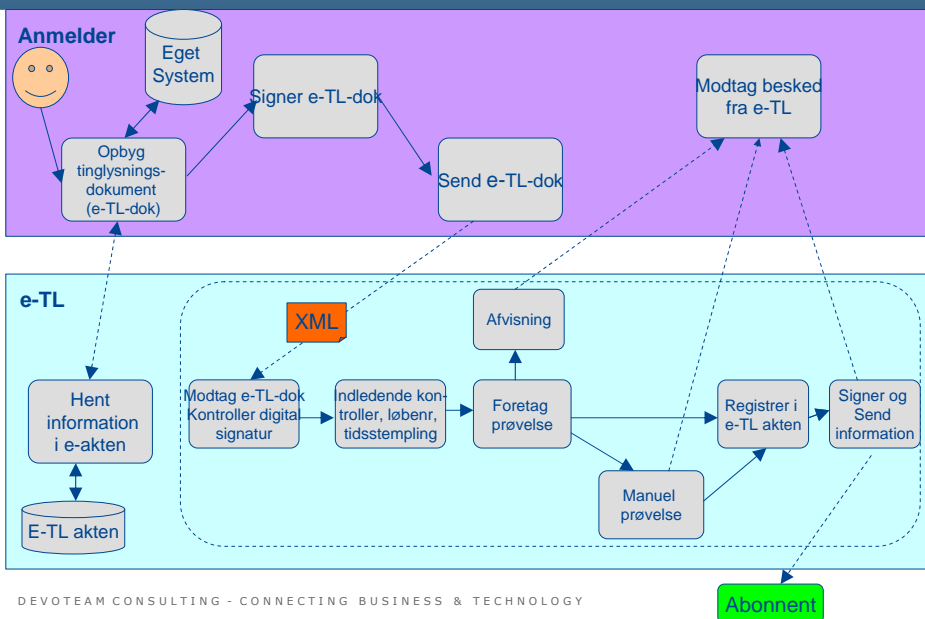 Anmelder
Eget
System
Signer e-TL-dok
Modtag besked
fra e-TL
Opbyg
tinglysnings-
dokument
(e-TL-dok)
Send e-TL-dok
e-TL
XML
Afvisning
Hent
information
i e-akten
Modtag e-TL-dok
Kontroller digital
signatur
Indledende kon-
troller, løbenr,
tidsstempling
Foretag
prøvelse
Registrer i
e-TL akten
Signer og
Send
information
Manuel
prøvelse
E-TL akten
DEVOTEAM CONSULTING - CONNECTING BUSINESS & TECHNOLOGY
Abonnent